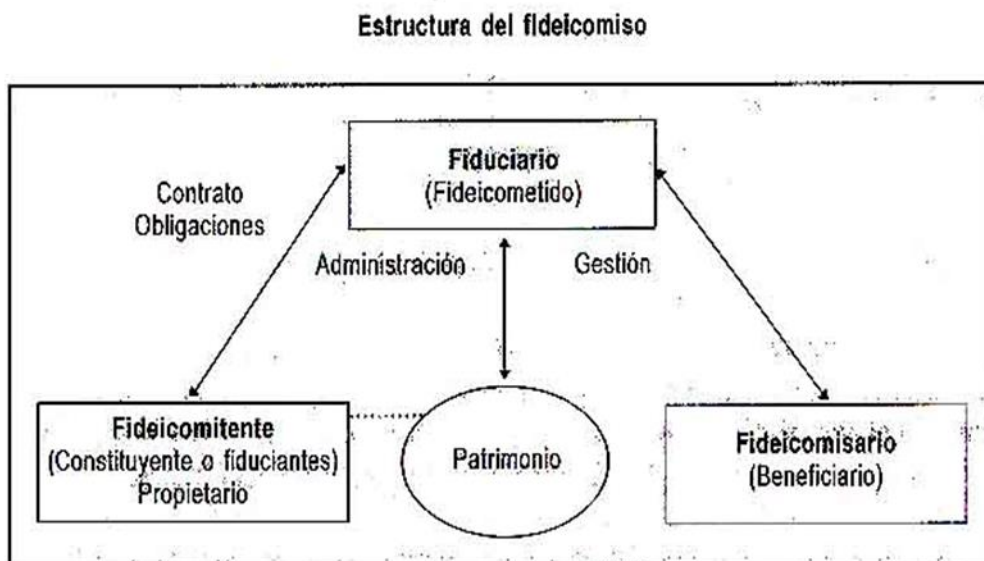 Estructura del fideicomiso
Fiduciario
(Fideicometido)
Contrato
Obligaciones
Administración
Gestión
Fideicomitente
(Constituyente o fiduciantes)
Propietario
Patrimonio
Fideicomisario
(Beneficiario)